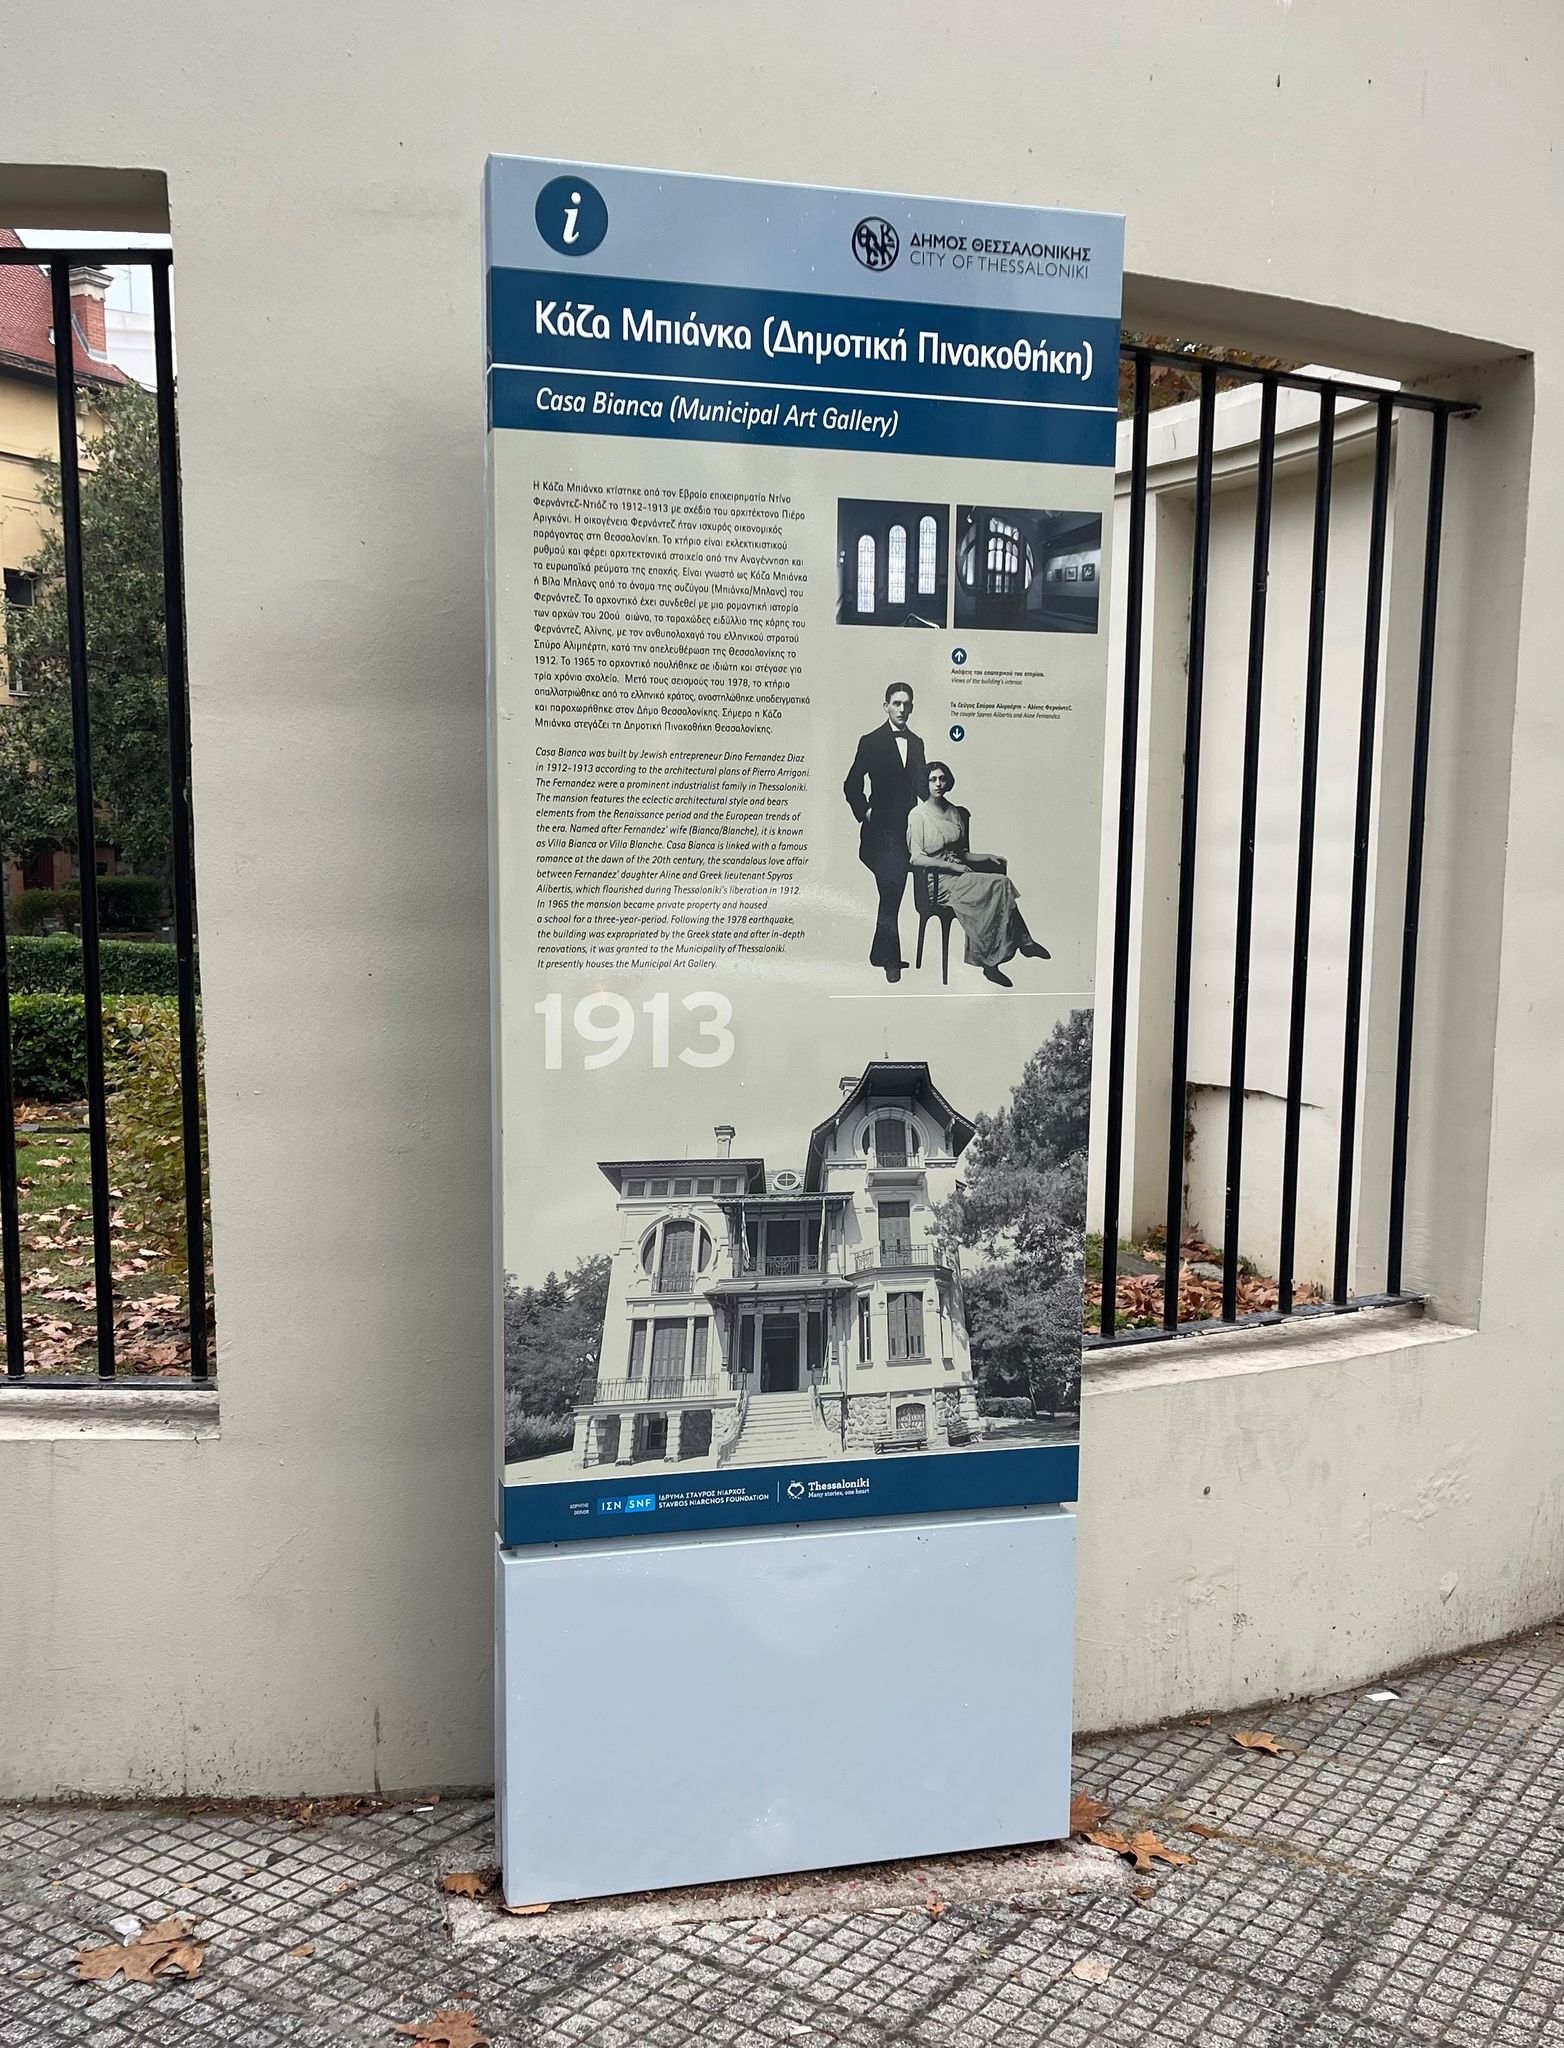 i
ΔΗΜΟΣ ΘΕΣΣΑΛΟΝΙΚΗΣ
CITY OF THESSALONIKI
Κάζα Μπιάνκα (Δημοτική Πινακοθήκη)
Casa Bianca (Municipal Art Gallery)
Η Κάζα Μπιάνκα κτίστηκε από τον Εβραίο επιχειρηματία Ντίνο
Φερνάντεζ-Ντιάζ το 1912-1913 με σχέδια του αρχιτέκτονα Πιέρο
Αριγκόνι. Η οικογένεια Φερνάντεζ ήταν ισχυρός οικονομικός
παράγοντας στη Θεσσαλονίκη. Το κτήριο είναι εκλεκτικιστικού
ρυθμού και φέρει αρχιτεκτονικά στοιχεία από την Αναγέννηση και
τα ευρωπαϊκά ρεύματα της εποχής. Είναι γνωστό ως Κάζα Μπιάνκα
ή Βίλα Μπλανς από το όνομα της συζύγου (Μπιάνκα/Μπλανς) του
Φερνάντεζ. Το αρχοντικό έχει συνδεθεί με μια ρομαντική ιστορία
των αρχών του 20ού αιώνα, το ταραχώδες ειδύλλιο της κόρης του
Φερνάντεζ, Αλίνης, με τον ανθυπολοχαγό του ελληνικού στρατού
Σπύρο Αλιμπέρτη, κατά την απελευθέρωση της Θεσσαλονίκης το
1912. Το 1965 το αρχοντικό πουλήθηκε σε ιδιώτη και στέγασε για
τρία χρόνια σχολείο. Μετά τους σεισμούς του 1978, το κτήριο
απαλλοτριώθηκε από το ελληνικό κράτος, αναστηλώθηκε υποδειγματικά
και παραχωρήθηκε στον Δήμο Θεσσαλονίκης. Σήμερα η Κάζα
Μπιάνκα στεγάζει τη Δημοτική Πινακοθήκη Θεσσαλονίκης.
Casa Bianca was built by Jewish entrepreneur Dino Fernandez Diaz
in 1912-1913 according to the architectural plans of Pierro Arrigoni.
The Fernandez were a prominent industrialist family in Thessaloniki.
The mansion features the eclectic architectural style and bears
elements from the Renaissance period and the European trends of
the era. Named after Fernandez' wife (Bianca/Blanche), it is known
as Villa Bianca or Villa Blanche. Casa Bianca is linked with a famous
romance at the dawn of the 20th century, the scandalous love affair
between Fernandez' daughter Aline and Greek lieutenant Spyros
Alibertis, which flourished during Thessaloniki's liberation in 1912.
In 1965 the mansion became private property and housed
a school for a three-year-period. Following the 1978 earthquake,
the building was expropriated by the Greek state and after in-depth
renovations, it was granted to the Municipality of Thessaloniki.
It presently houses the Municipal Art Gallery.
Απόψεις του εσωτερικού του κτηρίου.
Views of the building's interior.
Το ζεύγος Σπύρου Αλιμπέρτη – Αλίνης Φερνάντεζ.
The couple Spyros Alibertis and Aline Fernandez.
1913
ΔΩΡΗΤΗΣ
DONOR
ΙΣΝ/SNF
ΙΔΡΥΜΑ ΣΤΑΥΡΟΣ ΝΙΑΡΧΟΣ
STAVROS NIARCHOS FOUNDATION
Thessaloniki
Many stories, one heart